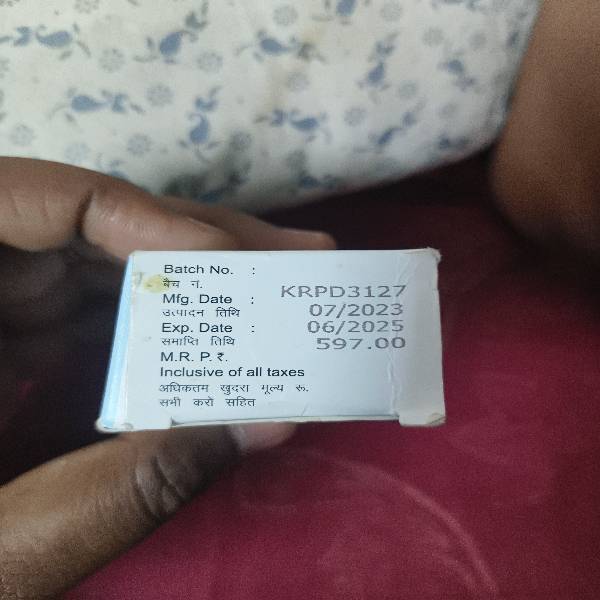 Batch No. : KRPD3127
बैच नं.
Mfg. Date : 07/2023
उत्पादन तिथि
Exp. Date : 06/2025
समाप्ति तिथि
M.R. P. ₹. 597.00
Inclusive of all taxes
अधिकतम खुदरा मूल्य रू.
सभी करों सहित